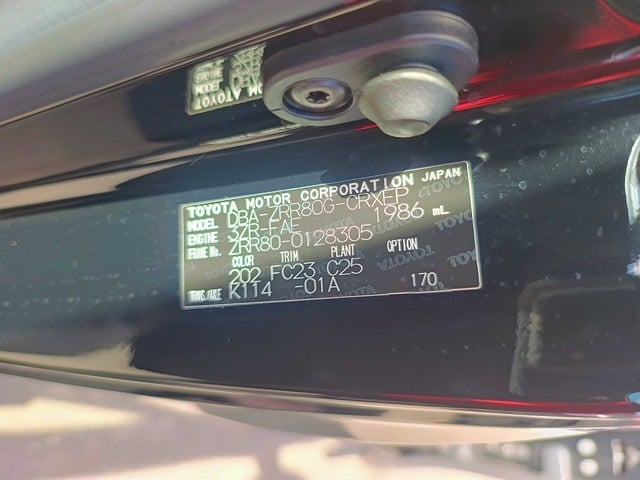 TOYOTA MOTOR CORPORATION JAPAN
MODEL DBA-ZRR80G-CRXEP
ENGINE 3ZR-FAE 1986 mL
FRAME No. ZRR80-0128305
COLOR TRIM PLANT OPTION
202 FC23 C25
TRANS/AXLE K114 -01A 170